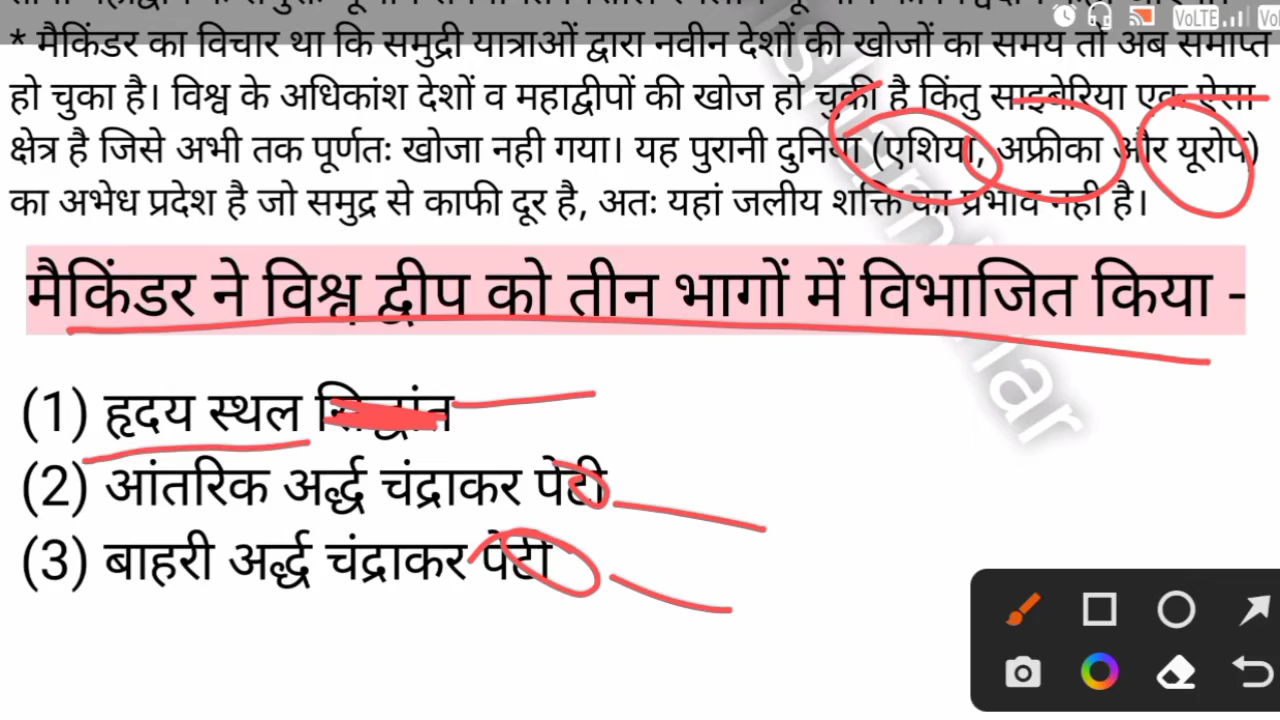 VoLTE
* मैकिंडर का विचार था कि समुद्री यात्राओं द्वारा नवीन देशों की खोजों का समय तो अब समाप्त
हो चुका है। विश्व के अधिकांश देशों व महाद्वीपों की खोज हो चुकी है किंतु साइबेरिया एक ऐसा
क्षेत्र है जिसे अभी तक पूर्णतः खोजा नही गया। यह पुरानी दुनिया (एशिया, अफ्रीका और यूरोप)
का अभेध प्रदेश है जो समुद्र से काफी दूर है, अतः यहां जलीय शक्ति का प्रभाव नही है।
मैकिंडर ने विश्व द्वीप को तीन भागों में विभाजित किया -
(1) हृदय स्थल सिद्धांत
(2) आंतरिक अर्द्ध चंद्राकर पेटी
(3) बाहरी अर्द्ध चंद्राकर पेटी